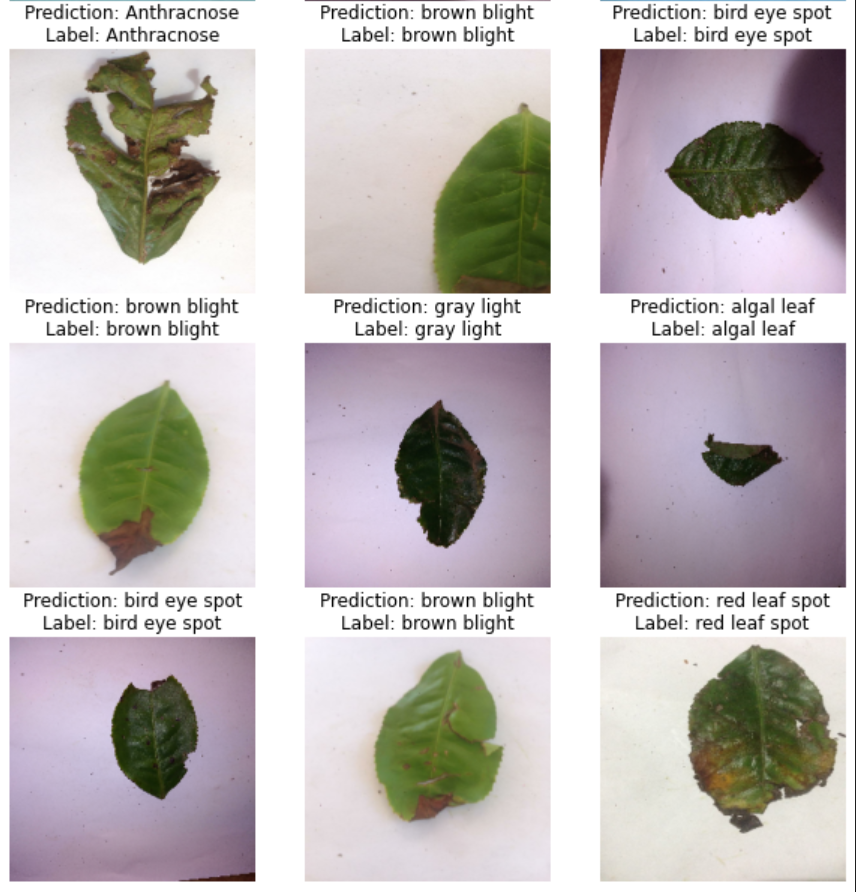 Prediction: Anthracnose
Label: Anthracnose
Prediction: brown blight
Label: brown blight
Prediction: bird eye spot
Label: bird eye spot
Prediction: brown blight
Label: brown blight
Prediction: gray light
Label: gray light
Prediction: algal leaf
Label: algal leaf
Prediction: bird eye spot
Label: bird eye spot
Prediction: brown blight
Label: brown blight
Prediction: red leaf spot
Label: red leaf spot